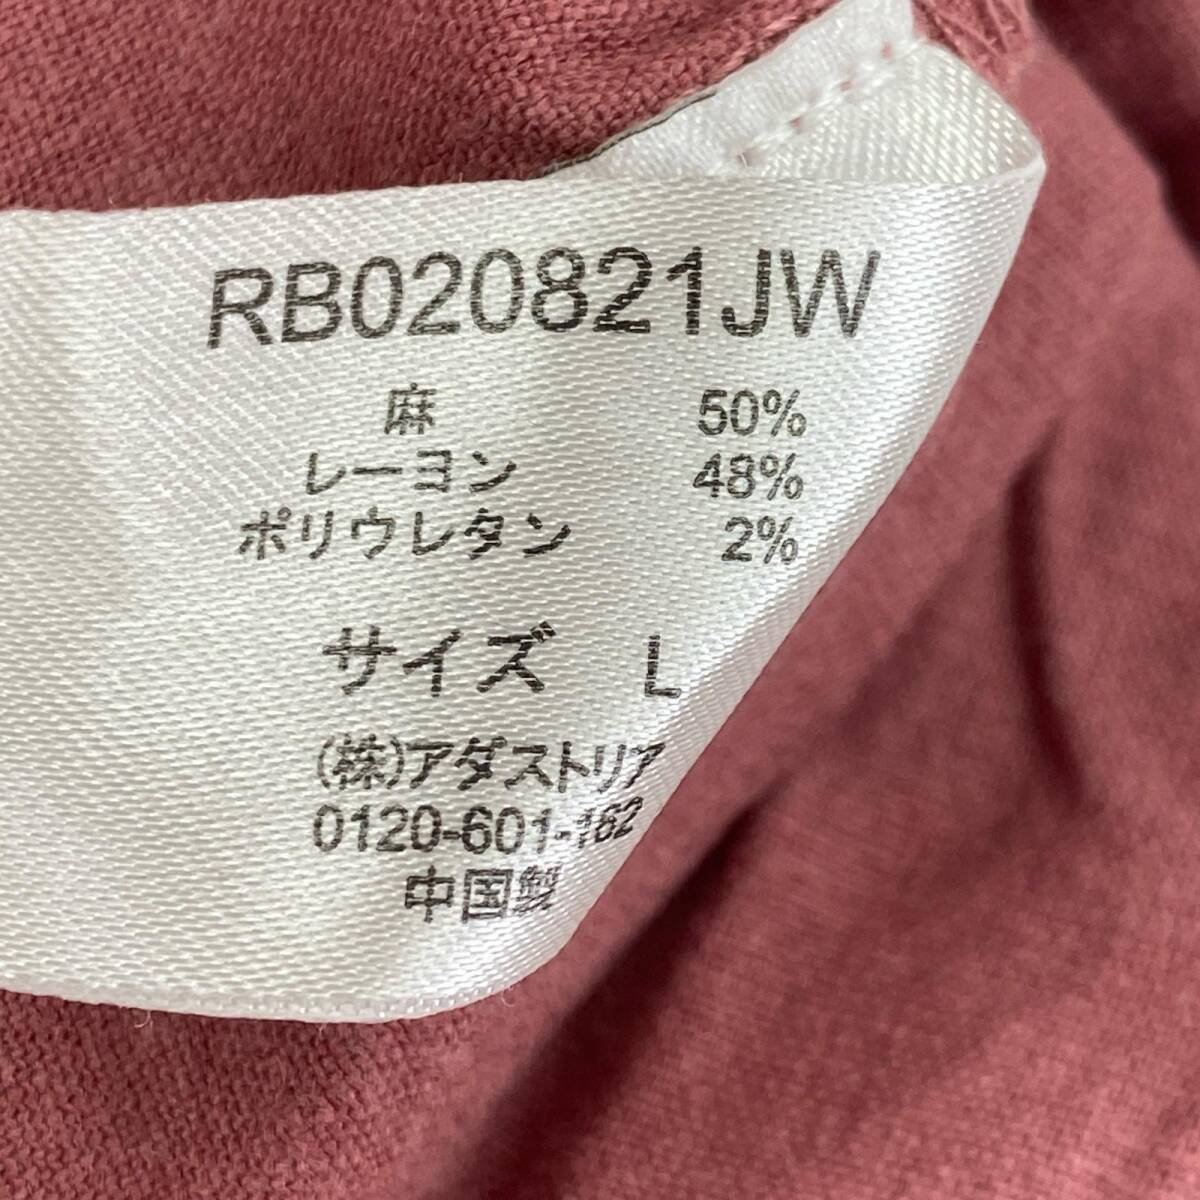 RB020821JW
麻 50%
レーヨン 48%
ポリウレタン 2%
サイズ L
(株)アダストリア
0120-601-162
中国製